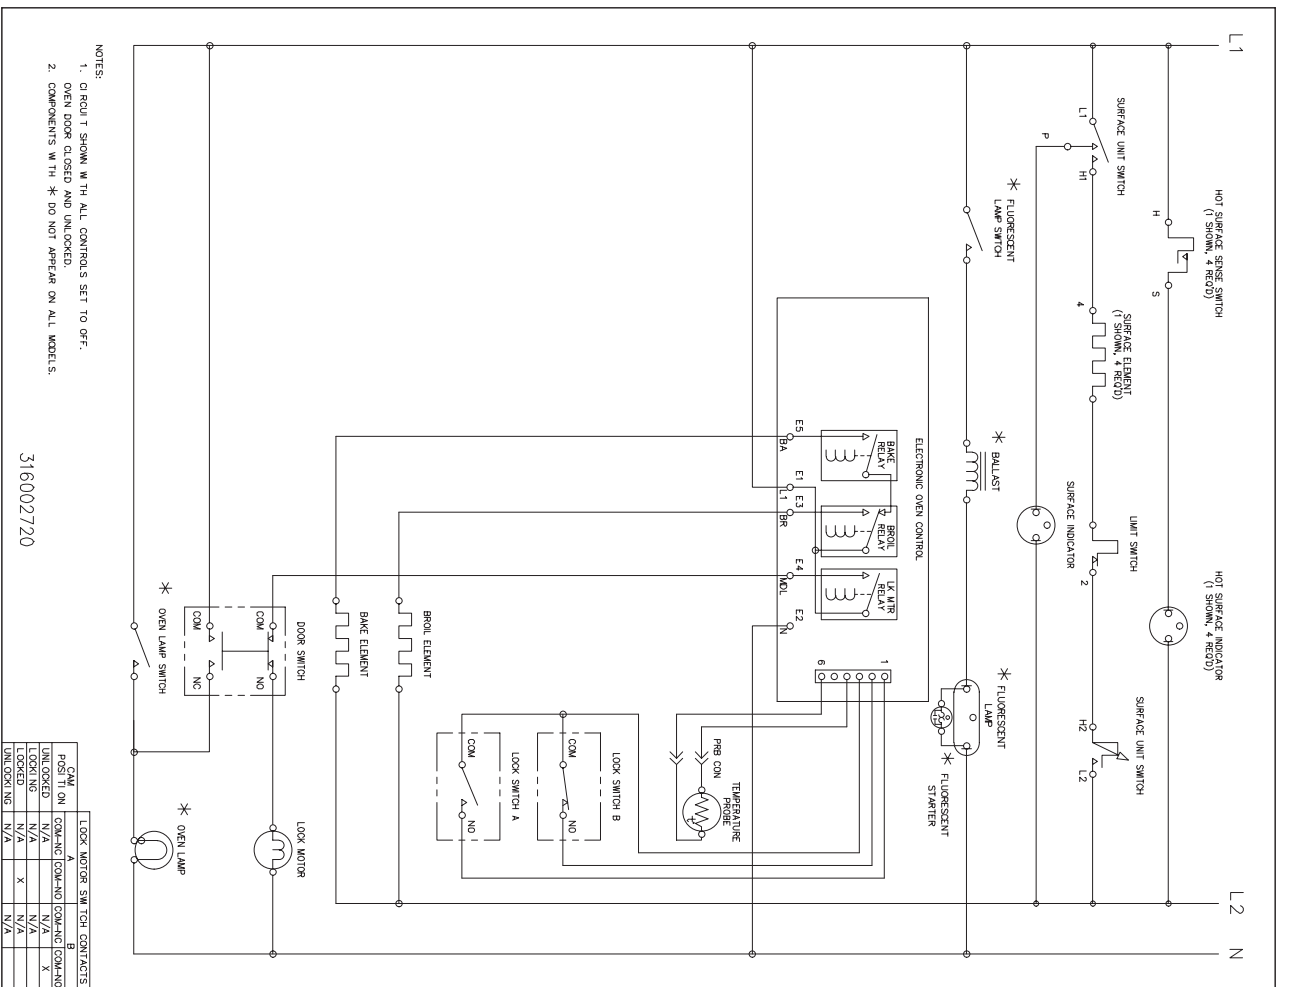 L1
L2
N
HOT SURFACE SENSE SWITCH
(1 SHOWN, 4 REQ'D)
H
S
HOT SURFACE INDICATOR
(1 SHOWN, 4 REQ'D)
SURFACE UNIT SWITCH
L1
P
H1
SURFACE ELEMENT
(1 SHOWN, 4 REQ'D)
4
LIMIT SWITCH
2
SURFACE UNIT SWITCH
H2
L2
SURFACE INDICATOR
* FLUORESCENT
LAMP SWTCH
* BALLAST
* FLUORESCENT
LAMP
* FLUORESCENT
STARTER
ELECTRONIC OVEN CONTROL
BAKE
RELAY
BROIL
RELAY
LK MTR
RELAY
E5
BA
E1
L1
E3
BR
E4
MDL
E2
N
6
1
PRB CON
TEMPERATURE
PROBE
t
LOCK SWITCH B
COM
NO
LOCK SWITCH A
COM
NO
BROIL ELEMENT
BAKE ELEMENT
DOOR SWITCH
COM
NO
COM
NC
LOCK MOTOR
* OVEN LAMP SWITCH
* OVEN LAMP
NOTES:
1. CIRCUIT SHOWN WITH ALL CONTROLS SET TO OFF.
OVEN DOOR CLOSED AND UNLOCKED.
2. COMPONENTS WITH * DO NOT APPEAR ON ALL MODELS.
316002720
LOCK MOTOR SWITCH CONTACTS
CAM
POSITION
A
B
COM-NC COM-NO COM-NC COM-NO
UNLOCKED N/A N/A X
LOCKING N/A N/A
LOCKED N/A X N/A
UNLOCKING N/A N/A